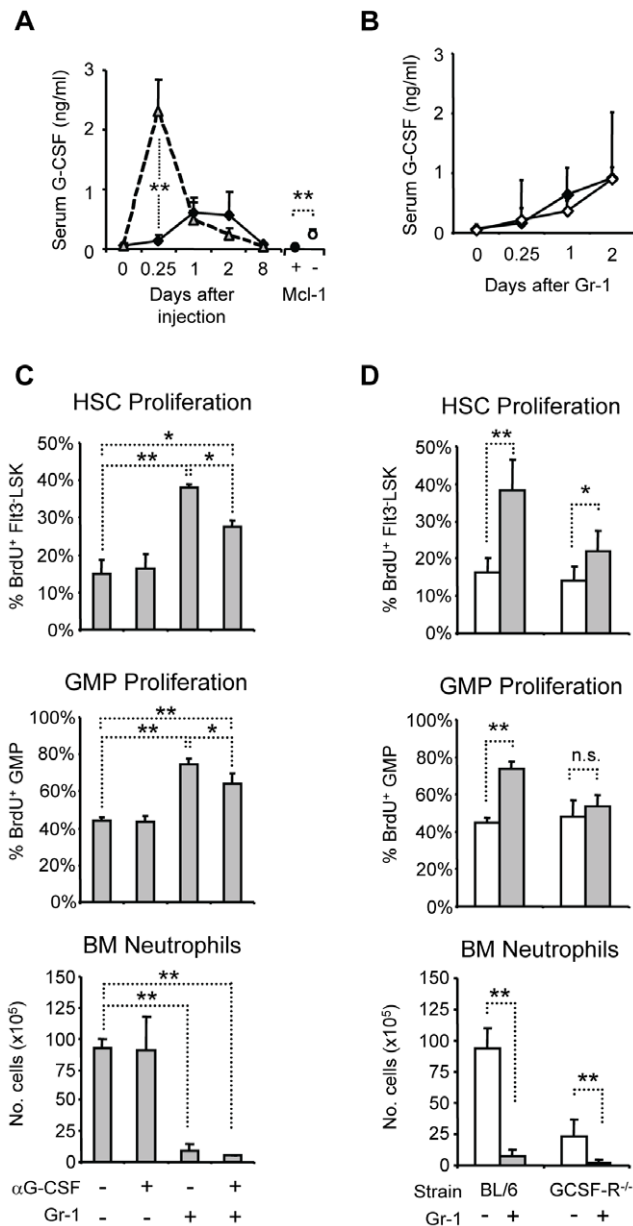 A
Serum G-CSF (ng/ml)
3
2
1
0
**
**
0 0.25 1 2 8 + -
Days after injection
Mcl-1
B
Serum G-CSF (ng/ml)
3
2
1
0
0 0.25 1 2
Days after Gr-1
C
HSC Proliferation
% BrdU⁺ Flt3⁻LSK
50%
40%
30%
20%
10%
0%
*
**
*
GMP Proliferation
% BrdU⁺ GMP
100%
80%
60%
40%
20%
0%
**
**
*
BM Neutrophils
No. cells (x10⁵)
150
125
100
75
50
25
0
**
**
αG-CSF - + - +
Gr-1 - - + +
D
HSC Proliferation
% BrdU⁺ Flt3⁻LSK
50%
40%
30%
20%
10%
0%
**
*
GMP Proliferation
% BrdU⁺ GMP
100%
80%
60%
40%
20%
0%
**
n.s.
BM Neutrophils
No. cells (x10⁵)
150
125
100
75
50
25
0
**
**
Strain BL/6 GCSF-R⁻/⁻
Gr-1 - + - +